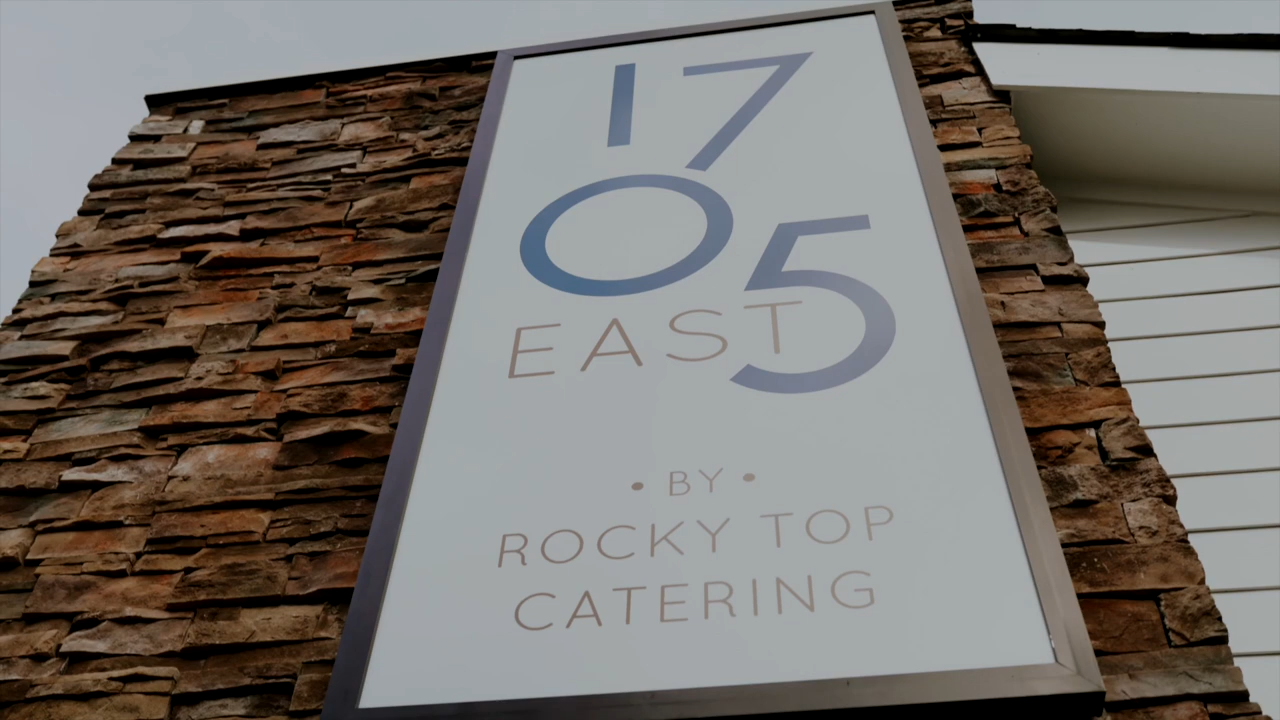 17
05
EAST
• BY •
ROCKY TOP
CATERING